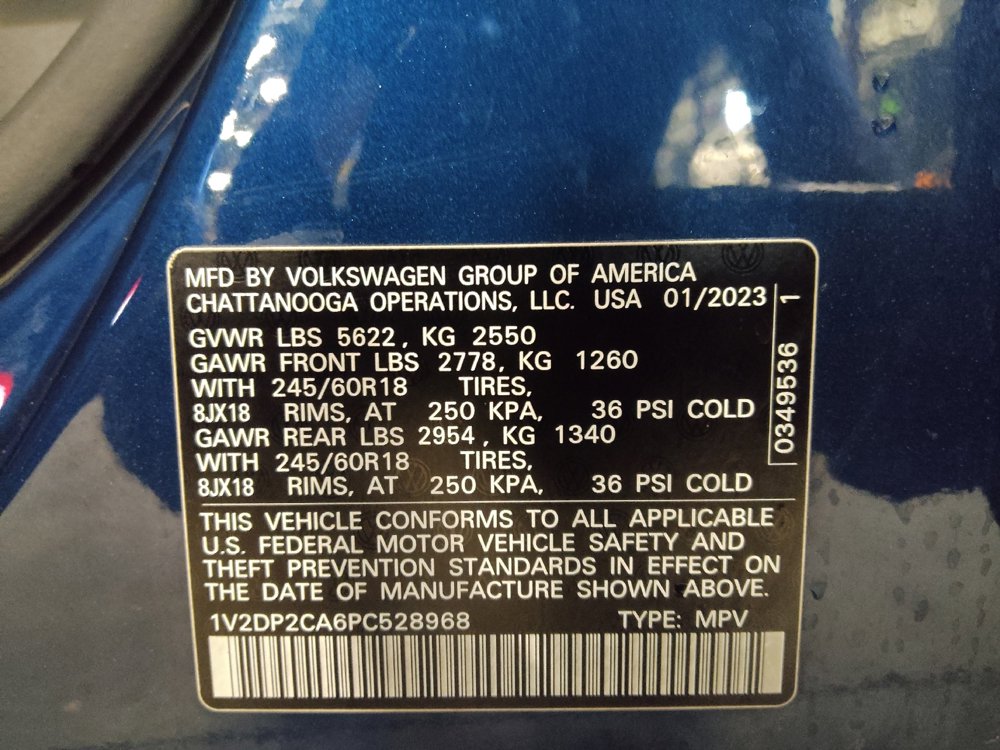 MFD BY VOLKSWAGEN GROUP OF AMERICA
CHATTANOOGA OPERATIONS, LLC. USA 01/2023
GVWR LBS 5622, KG 2550
GAWR FRONT LBS 2778, KG 1260
WITH 245/60R18 TIRES,
8JX18 RIMS, AT 250 KPA, 36 PSI COLD
GAWR REAR LBS 2954, KG 1340
WITH 245/60R18 TIRES,
8JX18 RIMS, AT 250 KPA, 36 PSI COLD
0349536 1
THIS VEHICLE CONFORMS TO ALL APPLICABLE
U.S. FEDERAL MOTOR VEHICLE SAFETY AND
THEFT PREVENTION STANDARDS IN EFFECT ON
THE DATE OF MANUFACTURE SHOWN ABOVE.
1V2DP2CA6PC528968 TYPE: MPV